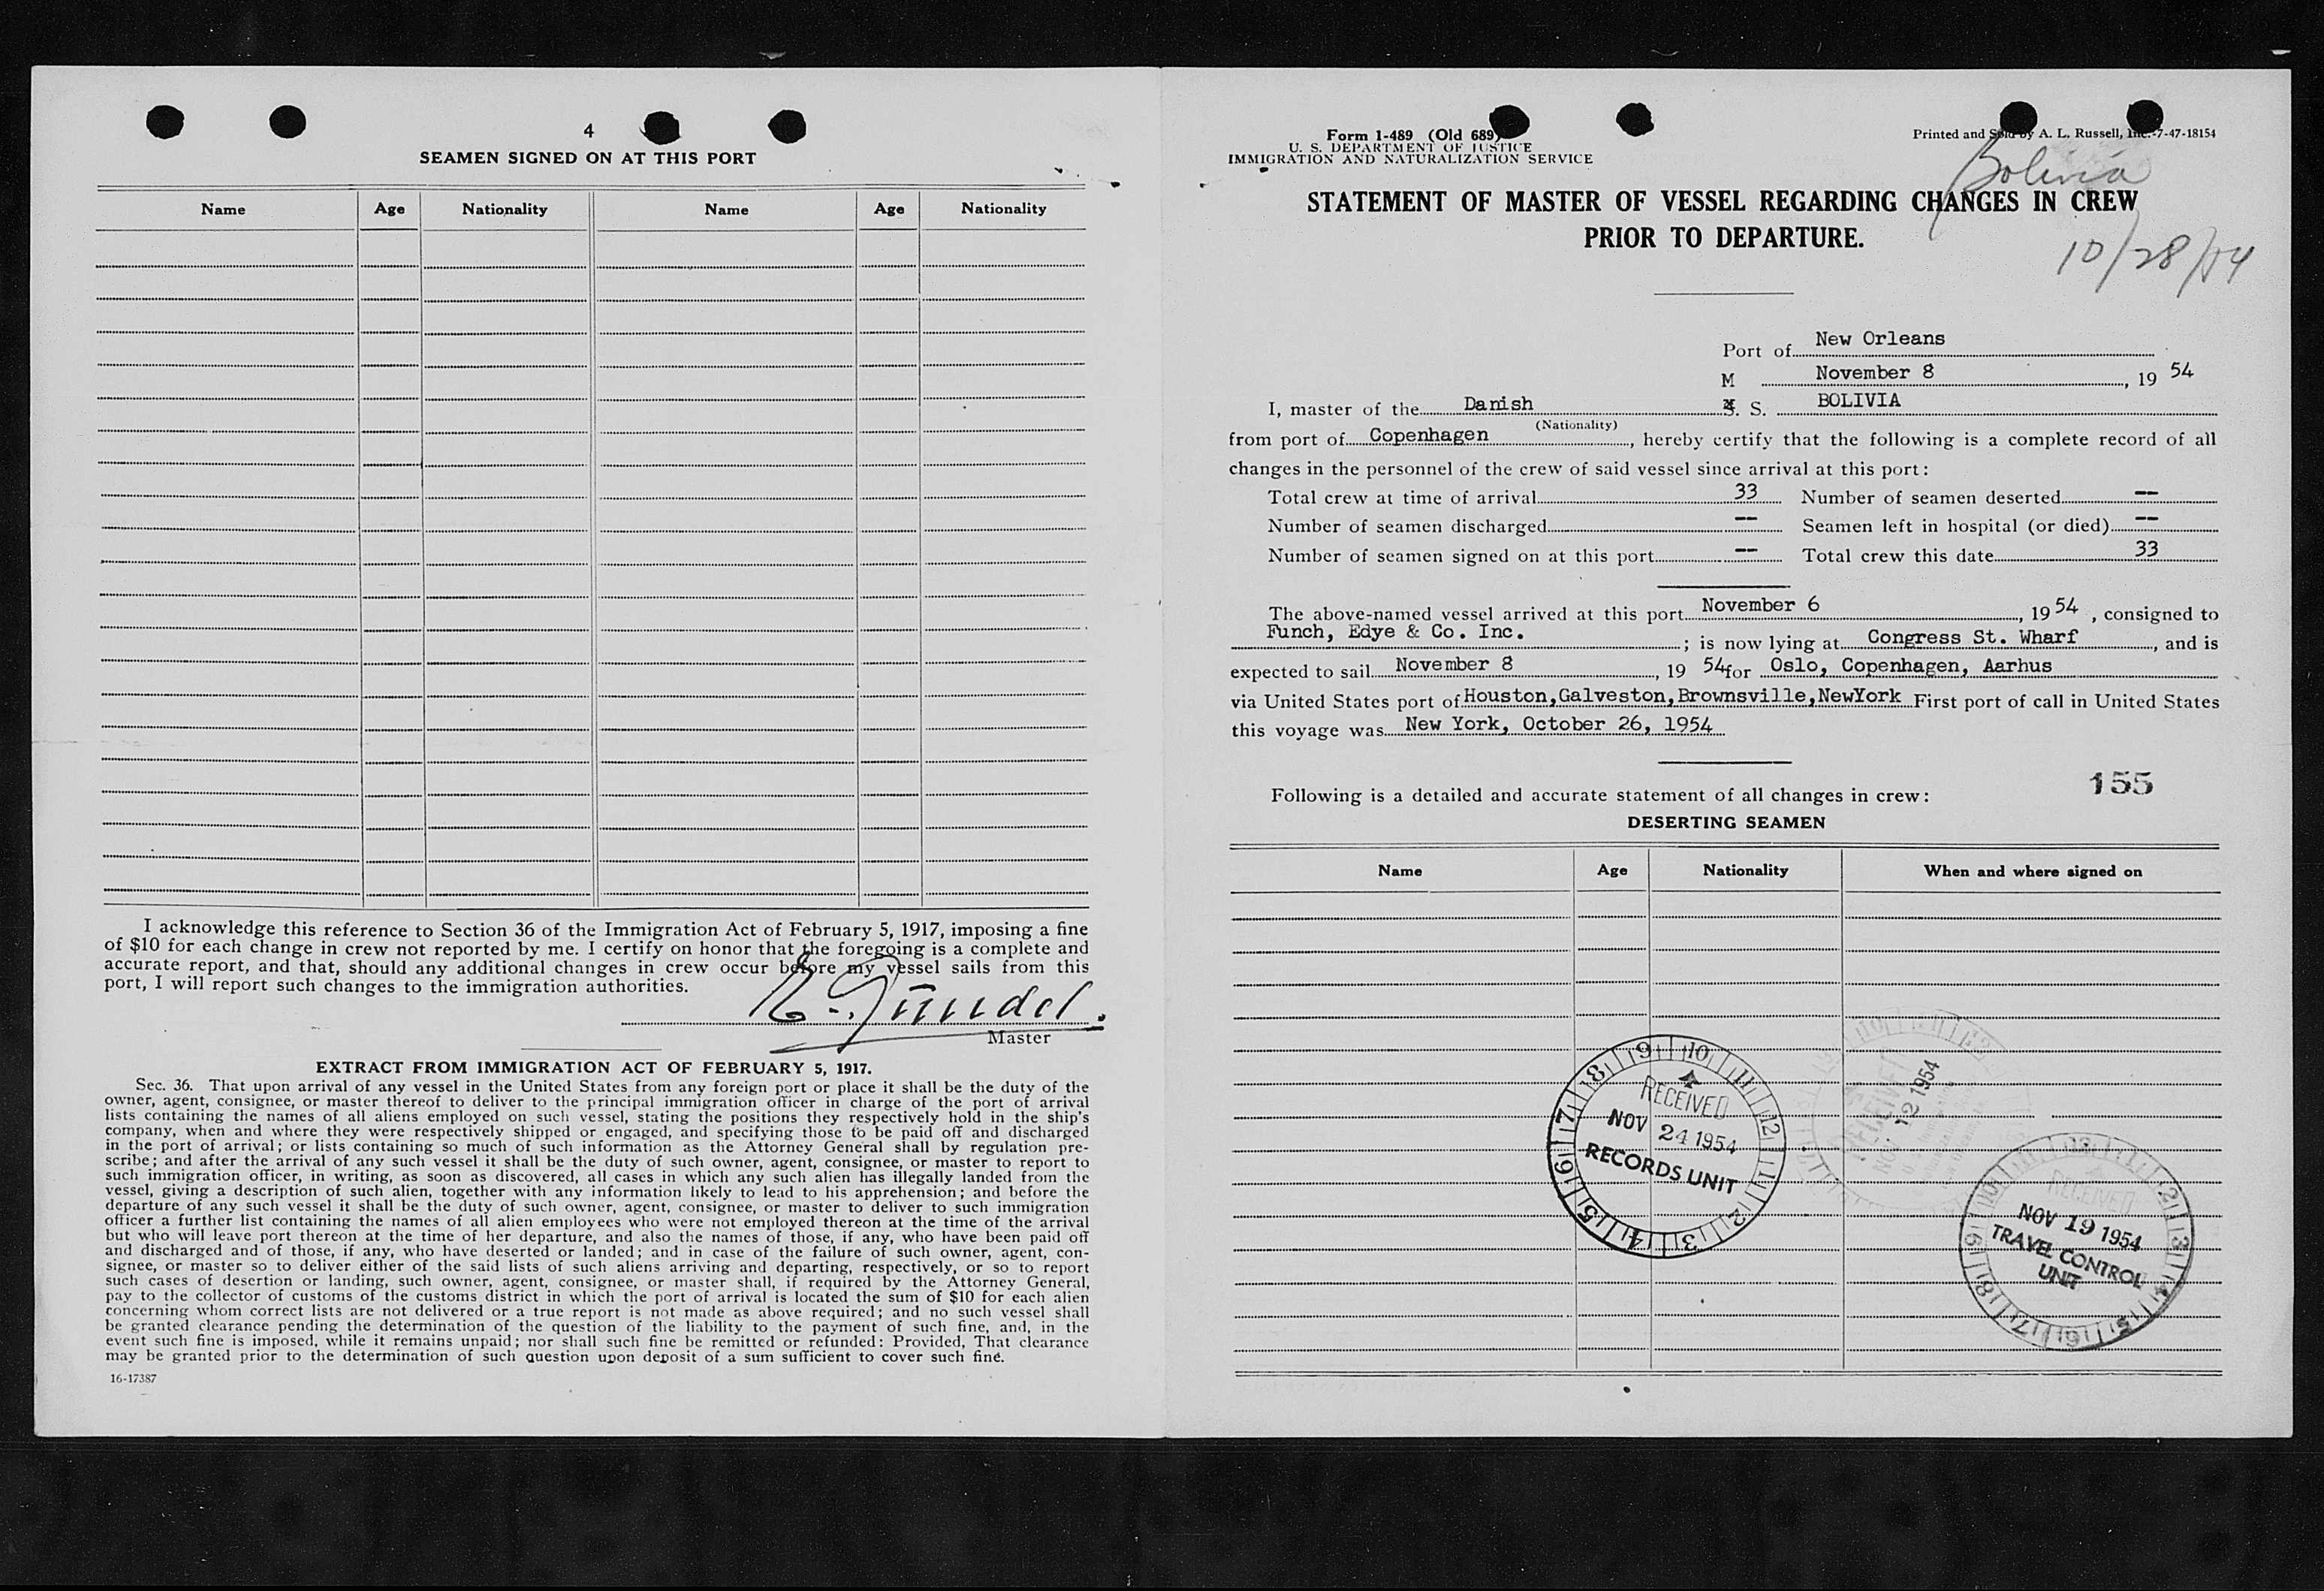 4
SEAMEN SIGNED ON AT THIS PORT
Name Age Nationality Name Age Nationality
I acknowledge this reference to Section 36 of the Immigration Act of February 5, 1917, imposing a fine
of $10 for each change in crew not reported by me. I certify on honor that the foregoing is a complete and
accurate report, and that, should any additional changes in crew occur before my vessel sails from this
port, I will report such changes to the immigration authorities.
Master
EXTRACT FROM IMMIGRATION ACT OF FEBRUARY 5, 1917.
Sec. 36. That upon arrival of any vessel in the United States from any foreign port or place it shall be the duty of the
owner, agent, consignee, or master thereof to deliver to the principal immigration officer in charge of the port of arrival
lists containing the names of all aliens employed on such vessel, stating the positions they respectively hold in the ship's
company, when and where they were respectively shipped or engaged, and specifying those to be paid off and discharged
in the port of arrival; or lists containing so much of such information as the Attorney General shall by regulation pre-
scribe; and after the arrival of any such vessel it shall be the duty of such owner, agent, consignee, or master to report to
such immigration officer, in writing, as soon as discovered, all cases in which any such alien has illegally landed from the
vessel, giving a description of such alien, together with any information likely to lead to his apprehension; and before the
departure of any such vessel it shall be the duty of such owner, agent, consignee, or master to deliver to such immigration
officer a further list containing the names of all alien employees who were not employed thereon at the time of the arrival
but who will leave port thereon at the time of her departure, and also the names of those, if any, who have been paid off
and discharged and of those, if any, who have deserted or landed; and in case of the failure of such owner, agent, con-
signee, or master so to deliver either of the said lists of such aliens arriving and departing, respectively, or so to report
such cases of desertion or landing, such owner, agent, consignee, or master shall, if required by the Attorney General,
pay to the collector of customs of the customs district in which the port of arrival is located the sum of $10 for each alien
concerning whom correct lists are not delivered or a true report is not made as above required; and no such vessel shall
be granted clearance pending the determination of the question of the liability to the payment of such fine, and, in the
event such fine is imposed, while it remains unpaid; nor shall such fine be remitted or refunded: Provided, That clearance
may be granted prior to the determination of such question upon deposit of a sum sufficient to cover such fine.
16-17387
Form 1-489 (Old 689)
U. S. DEPARTMENT OF JUSTICE
IMMIGRATION AND NATURALIZATION SERVICE
Printed and Sold by A. L. Russell, Inc.-7-47-18154
Bolivia
STATEMENT OF MASTER OF VESSEL REGARDING CHANGES IN CREW
PRIOR TO DEPARTURE.
10/28/54
Port of New Orleans
M November 8, 19 54
I, master of the Danish S. S. BOLIVIA
(Nationality)
from port of Copenhagen, hereby certify that the following is a complete record of all
changes in the personnel of the crew of said vessel since arrival at this port:
Total crew at time of arrival 33 Number of seamen deserted --
Number of seamen discharged -- Seamen left in hospital (or died) --
Number of seamen signed on at this port -- Total crew this date 33
The above-named vessel arrived at this port November 6, 19 54, consigned to
Funch, Edye & Co. Inc.; is now lying at Congress St. Wharf, and is
expected to sail November 8, 19 54 for Oslo, Copenhagen, Aarhus
via United States port of Houston,Galveston,Brownsville,NewYork First port of call in United States
this voyage was New York, October 26, 1954
155
Following is a detailed and accurate statement of all changes in crew:
DESERTING SEAMEN
Name Age Nationality When and where signed on
RECEIVED
NOV 24 1954
RECORDS UNIT
RECEIVED
NOV 12 1954
RECEIVED
NOV 19 1954
TRAVEL CONTROL
UNIT